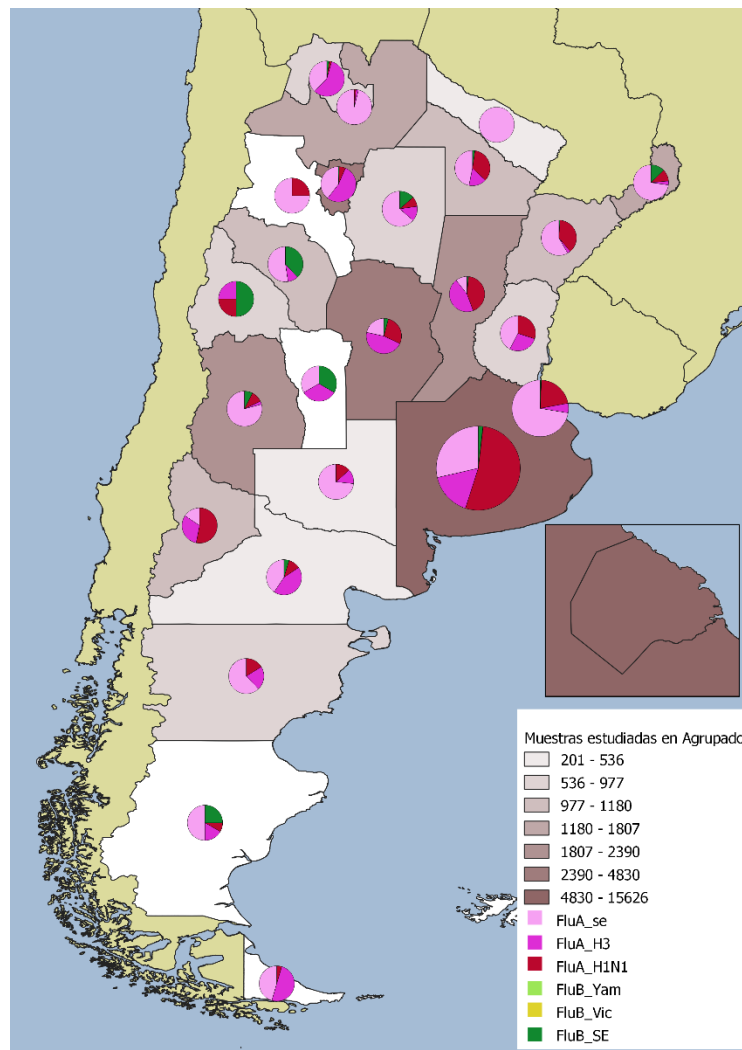 Muestras estudiadas en Agrupado
201 - 536
536 - 977
977 - 1180
1180 - 1807
1807 - 2390
2390 - 4830
4830 - 15626
FluA_se
FluA_H3
FluA_H1N1
FluB_Yam
FluB_Vic
FluB_SE